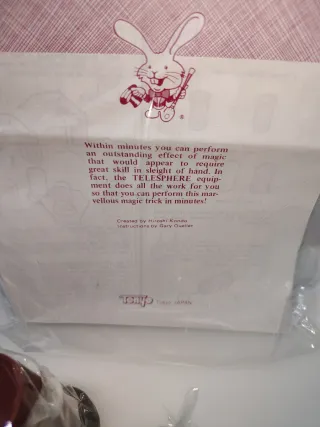 Within minutes you can perform
an outstanding effect of magic
that would appear to require
great skill in sleight of hand. In
fact, the TELESPHERE equip-
ment does all the work for you
so that you can perform this mar-
vellous magic trick in minutes!
Created by Hiroshi Kondo
Instructions by Gary Ouellet
®
Tenyo